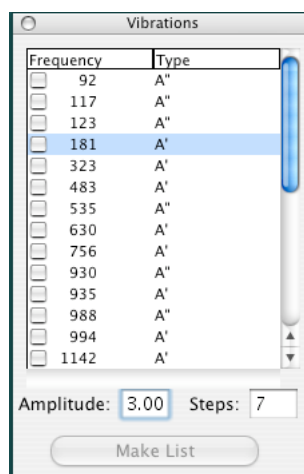 Vibrations
Frequency Type
92 A"
117 A"
123 A"
181 A'
323 A'
483 A'
535 A"
630 A'
756 A'
930 A"
935 A'
988 A"
994 A'
1142 A'
Amplitude: 3.00 Steps: 7
Make List